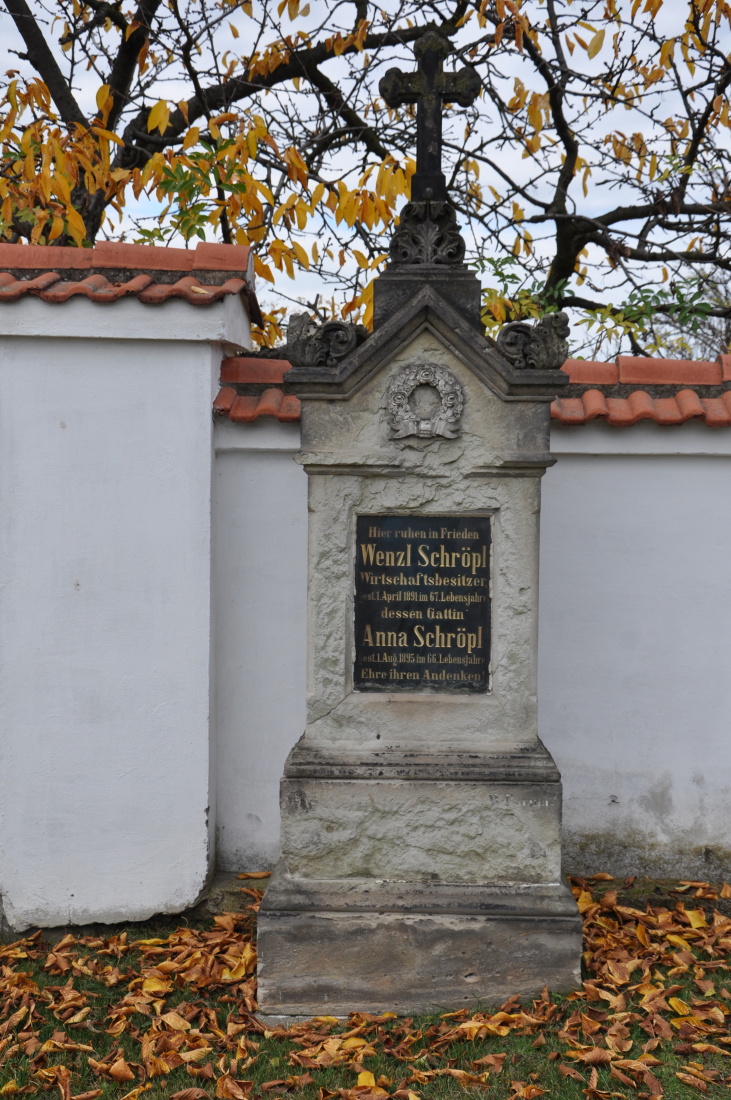 Hier ruhen in Frieden
Wenzl Schröpl
Wirtschaftsbesitzer
gest. 1. April 1891 im 67. Lebensjahre
dessen Gattin
Anna Schröpl
gest. 1. Aug. 1895 im 66. Lebensjahre
Ehre ihren Andenken!